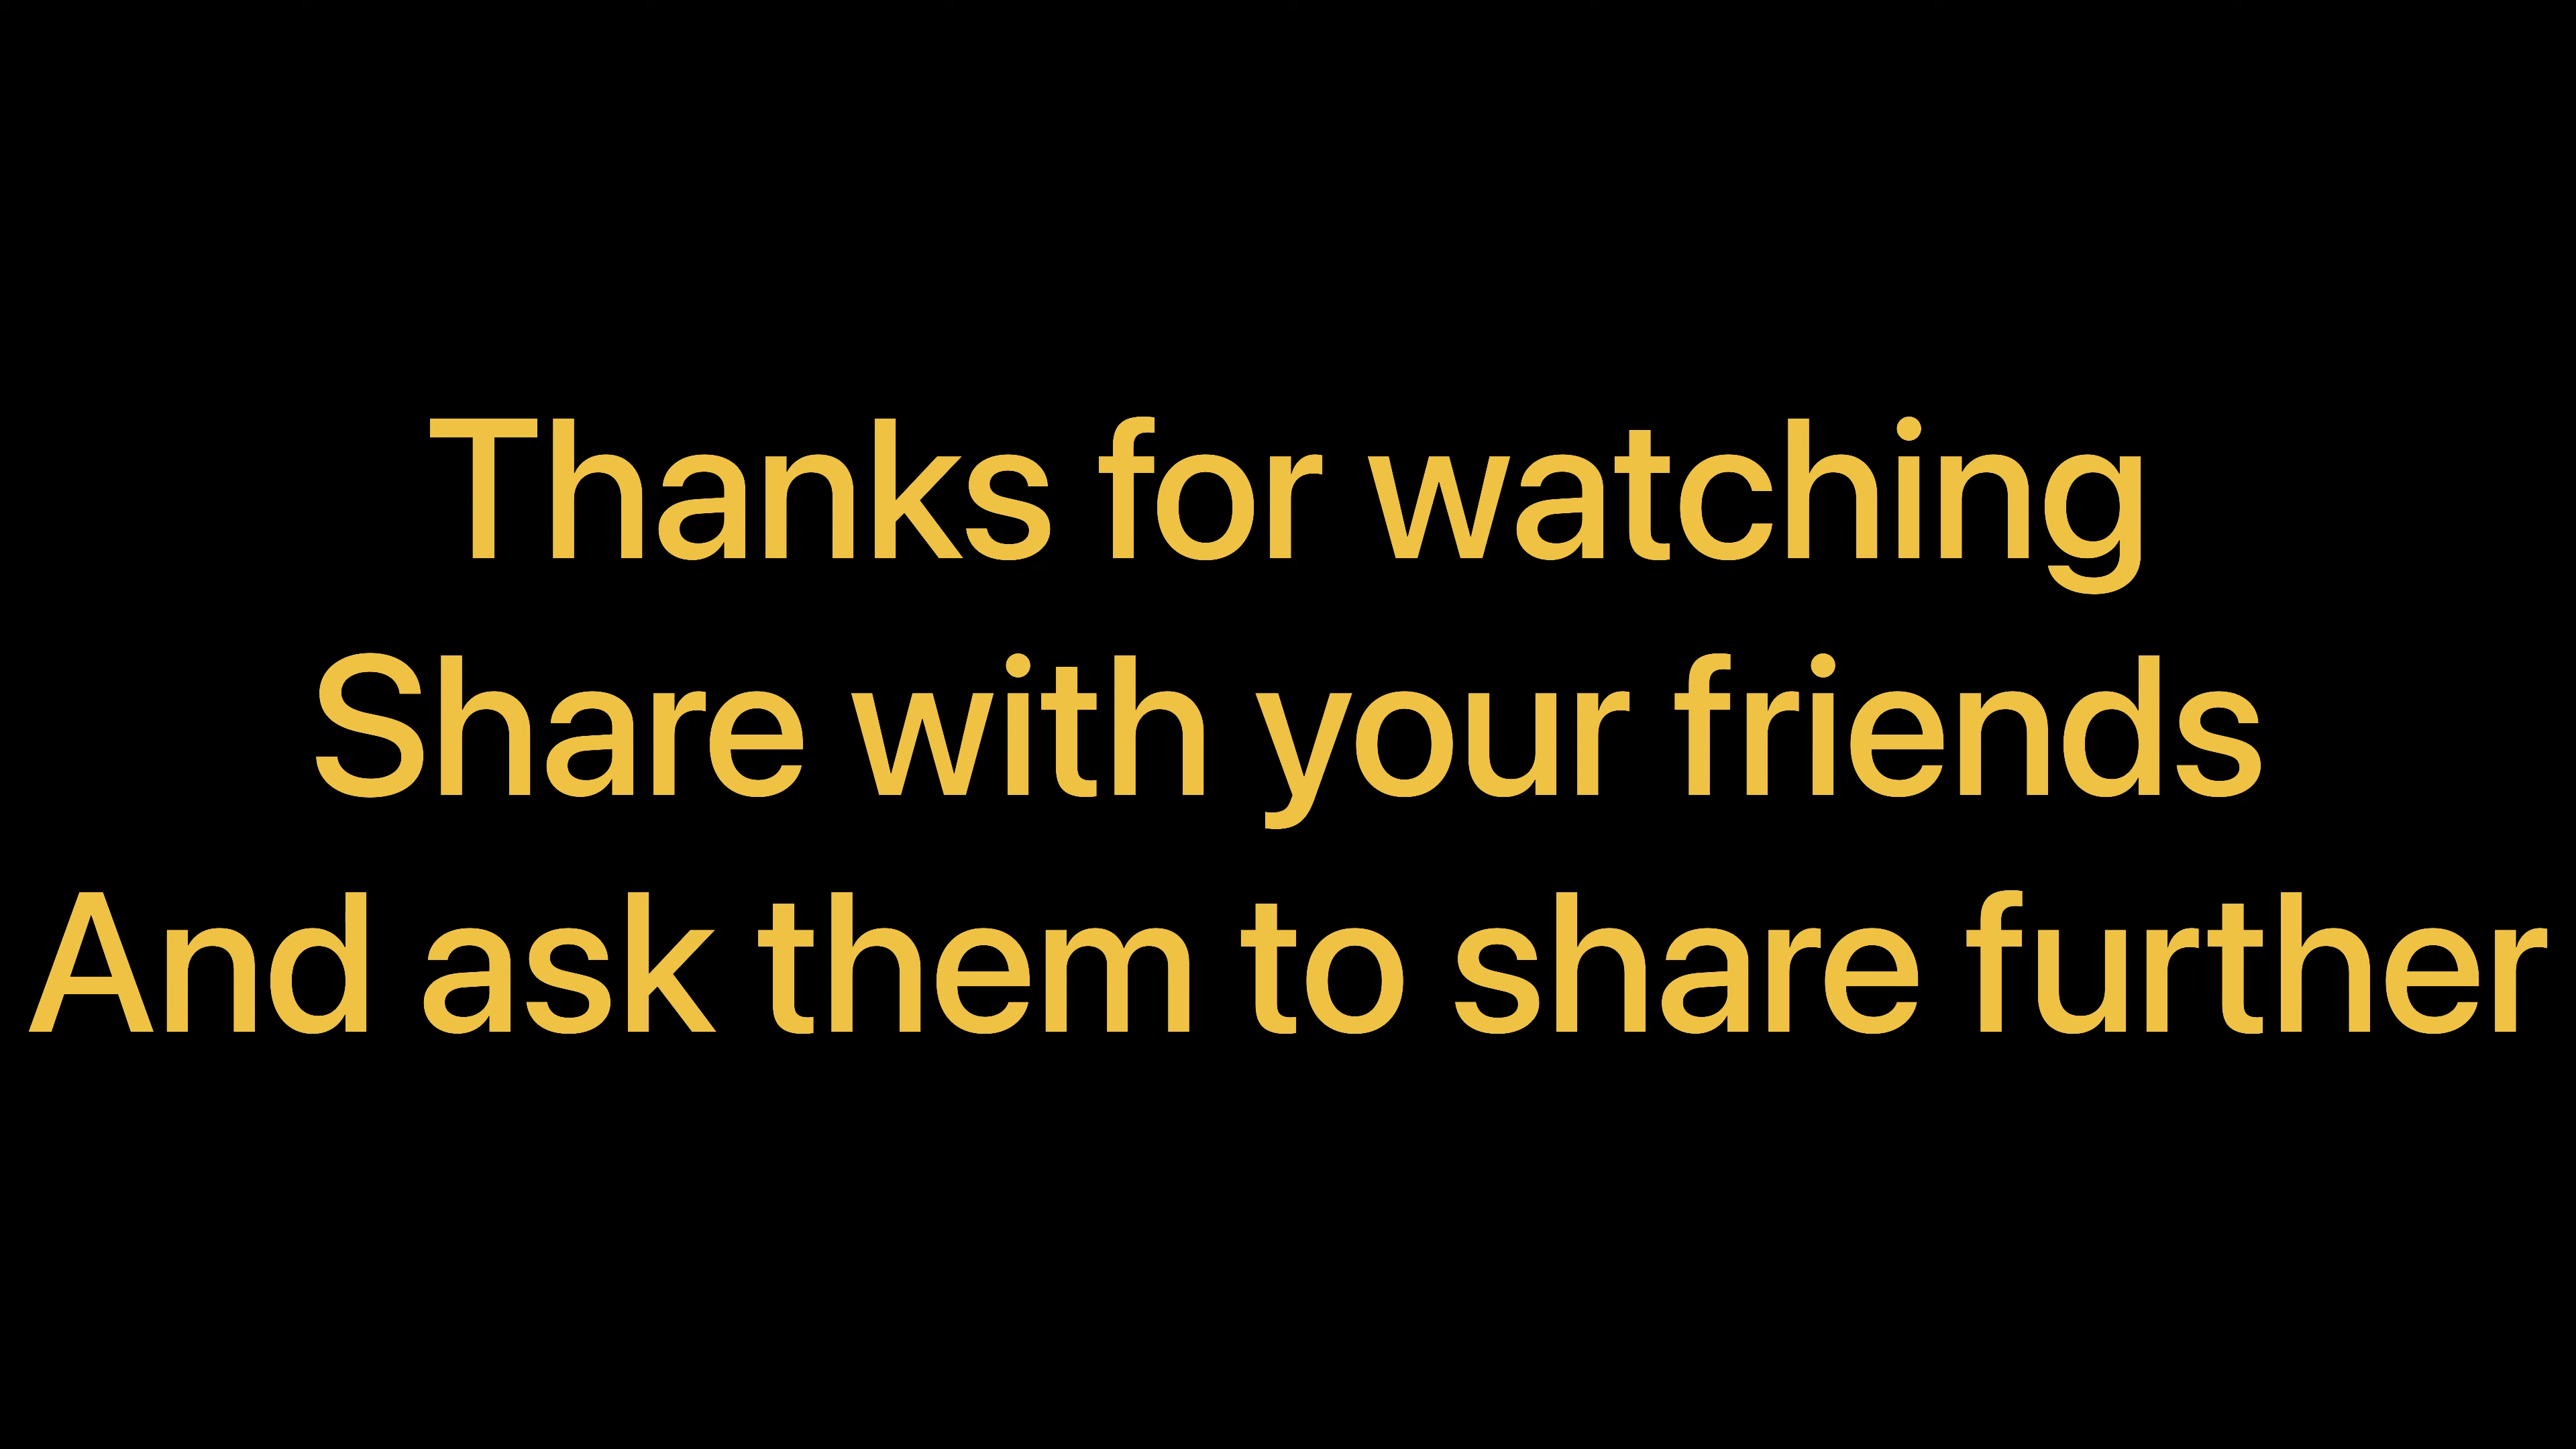 Thanks for watching
Share with your friends
And ask them to share further